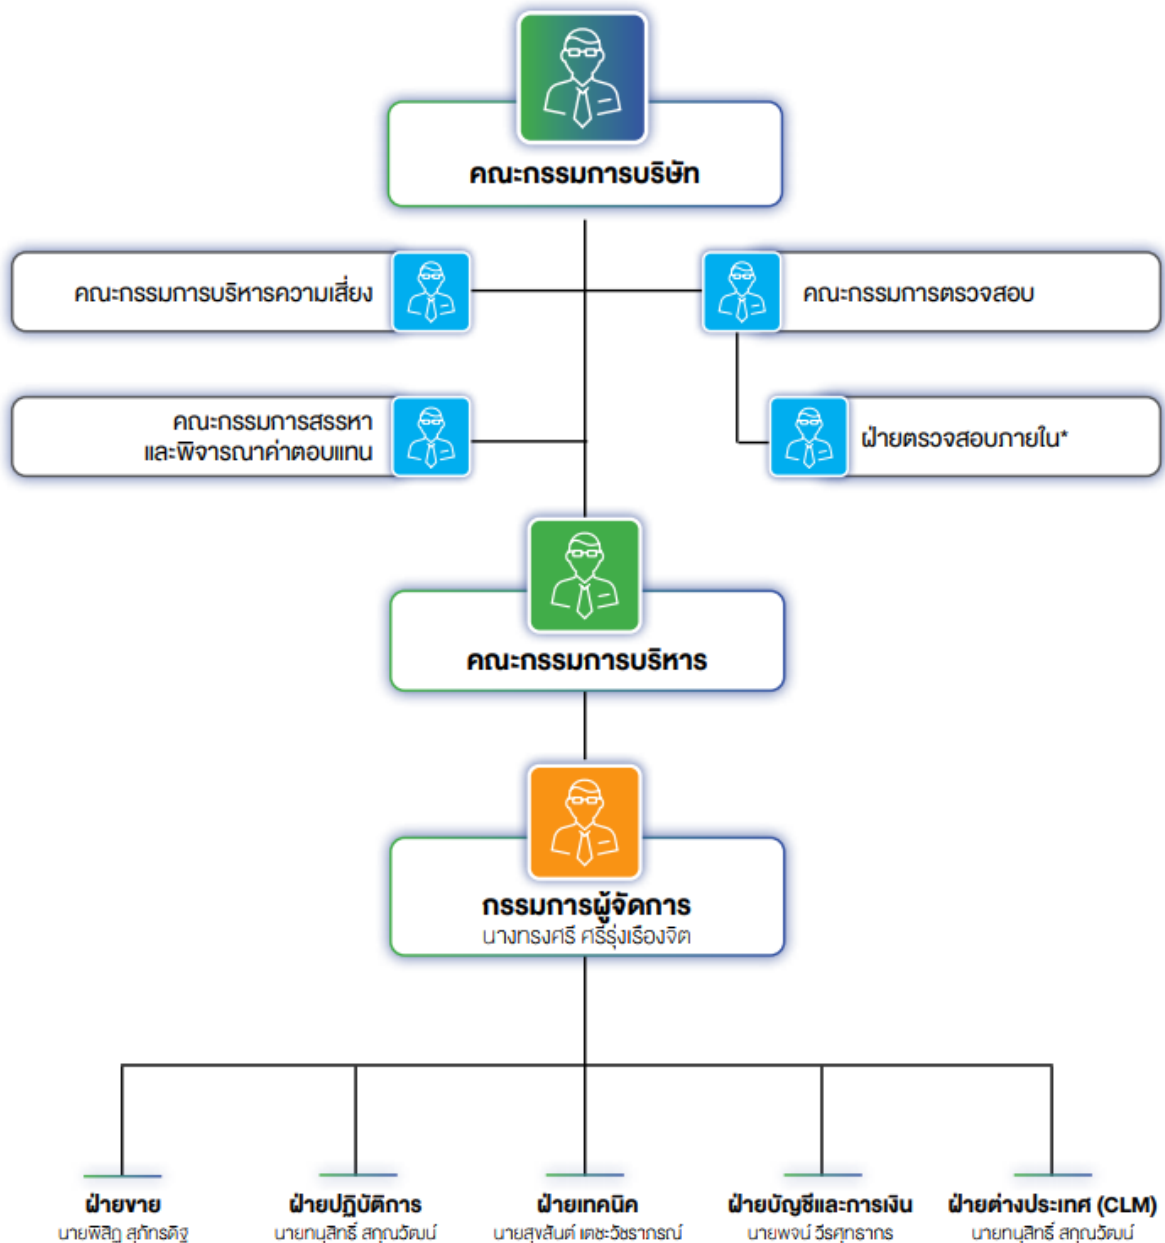 คณะกรรมการบริษัท
คณะกรรมการบริหารความเสี่ยง
คณะกรรมการตรวจสอบ
คณะกรรมการสรรหา
และพิจารณาค่าตอบแทน
ฝ่ายตรวจสอบภายใน*
คณะกรรมการบริหาร
กรรมการผู้จัดการ
นางทรงศรี ศรีรุ่งเรืองจิต
ฝ่ายขาย
นายพิสิฏ สุภัทรดิฐ
ฝ่ายปฏิบัติการ
นายทนุสิทธิ์ สกุณวัฒน์
ฝ่ายเทคนิค
นายสุขสันต์ เตชะวัชราภรณ์
ฝ่ายบัญชีและการเงิน
นายพจน์ วีรศุทธากร
ฝ่ายต่างประเทศ (CLM)
นายทนุสิทธิ์ สกุณวัฒน์